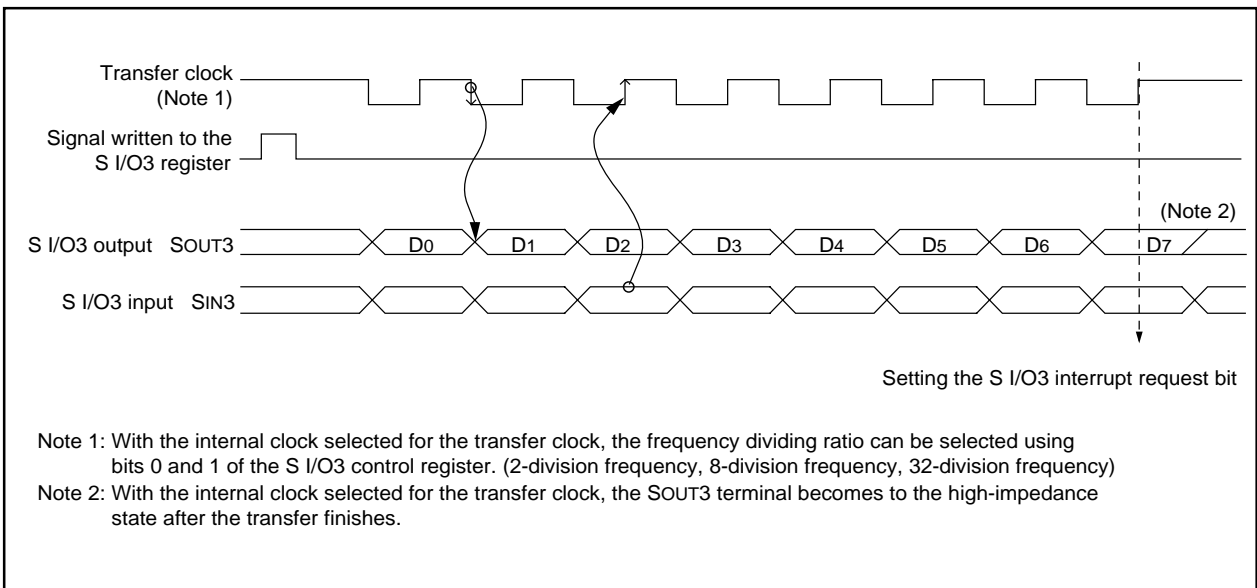 Transfer clock
(Note 1)
Signal written to the
S I/O3 register
(Note 2)
S I/O3 output SOUT3
D0 D1 D2 D3 D4 D5 D6 D7
S I/O3 input SIN3
Setting the S I/O3 interrupt request bit
Note 1: With the internal clock selected for the transfer clock, the frequency dividing ratio can be selected using
bits 0 and 1 of the S I/O3 control register. (2-division frequency, 8-division frequency, 32-division frequency)
Note 2: With the internal clock selected for the transfer clock, the SOUT3 terminal becomes to the high-impedance
state after the transfer finishes.